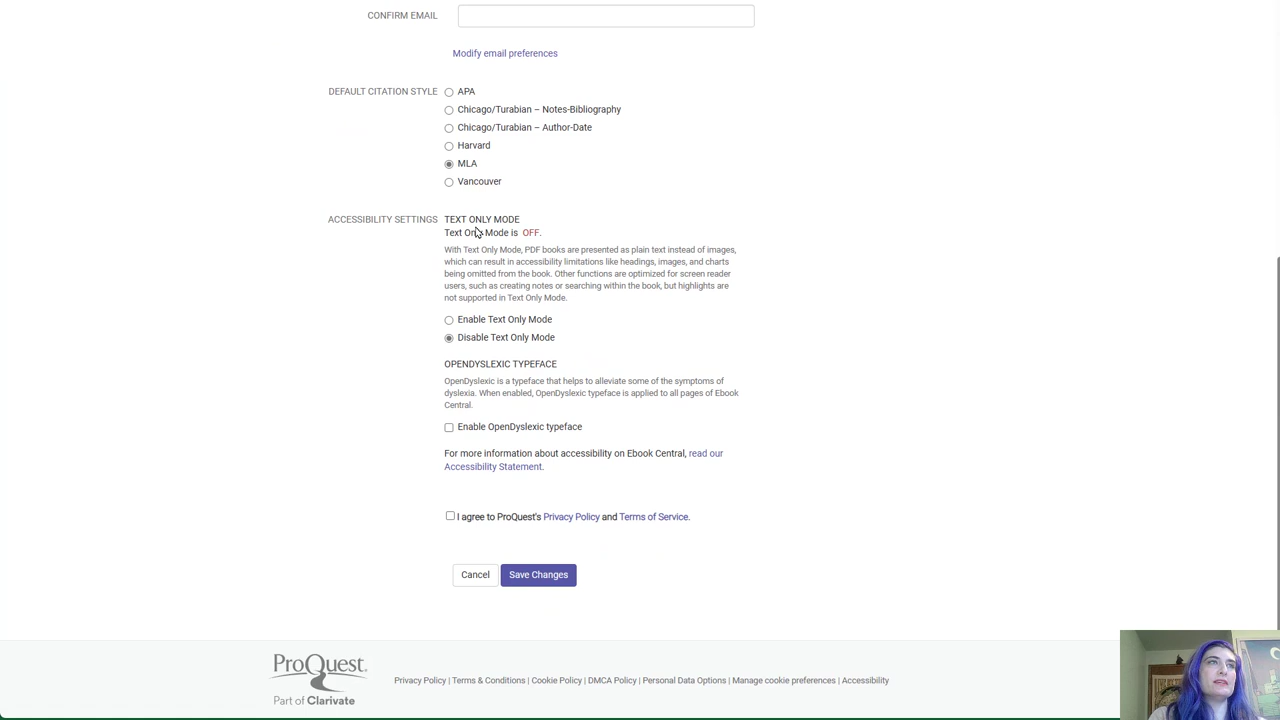 CONFIRM EMAIL
Modify email preferences
DEFAULT CITATION STYLE
APA
Chicago/Turabian – Notes-Bibliography
Chicago/Turabian – Author-Date
Harvard
MLA
Vancouver
ACCESSIBILITY SETTINGS
TEXT ONLY MODE
Text Only Mode is OFF.
With Text Only Mode, PDF books are presented as plain text instead of images,
which can result in accessibility limitations like headings, images, and charts
being omitted from the book. Other functions are optimized for screen reader
users, such as creating notes or searching within the book, but highlights are
not supported in Text Only Mode.
Enable Text Only Mode
Disable Text Only Mode
OPENDYSLEXIC TYPEFACE
OpenDyslexic is a typeface that helps to alleviate some of the symptoms of
dyslexia. When enabled, OpenDyslexic typeface is applied to all pages of Ebook
Central.
Enable OpenDyslexic typeface
For more information about accessibility on Ebook Central, read our
Accessibility Statement.
I agree to ProQuest's Privacy Policy and Terms of Service.
Cancel
Save Changes
ProQuest
Part of Clarivate
Privacy Policy | Terms & Conditions | Cookie Policy | DMCA Policy | Personal Data Options | Manage cookie preferences | Accessibility